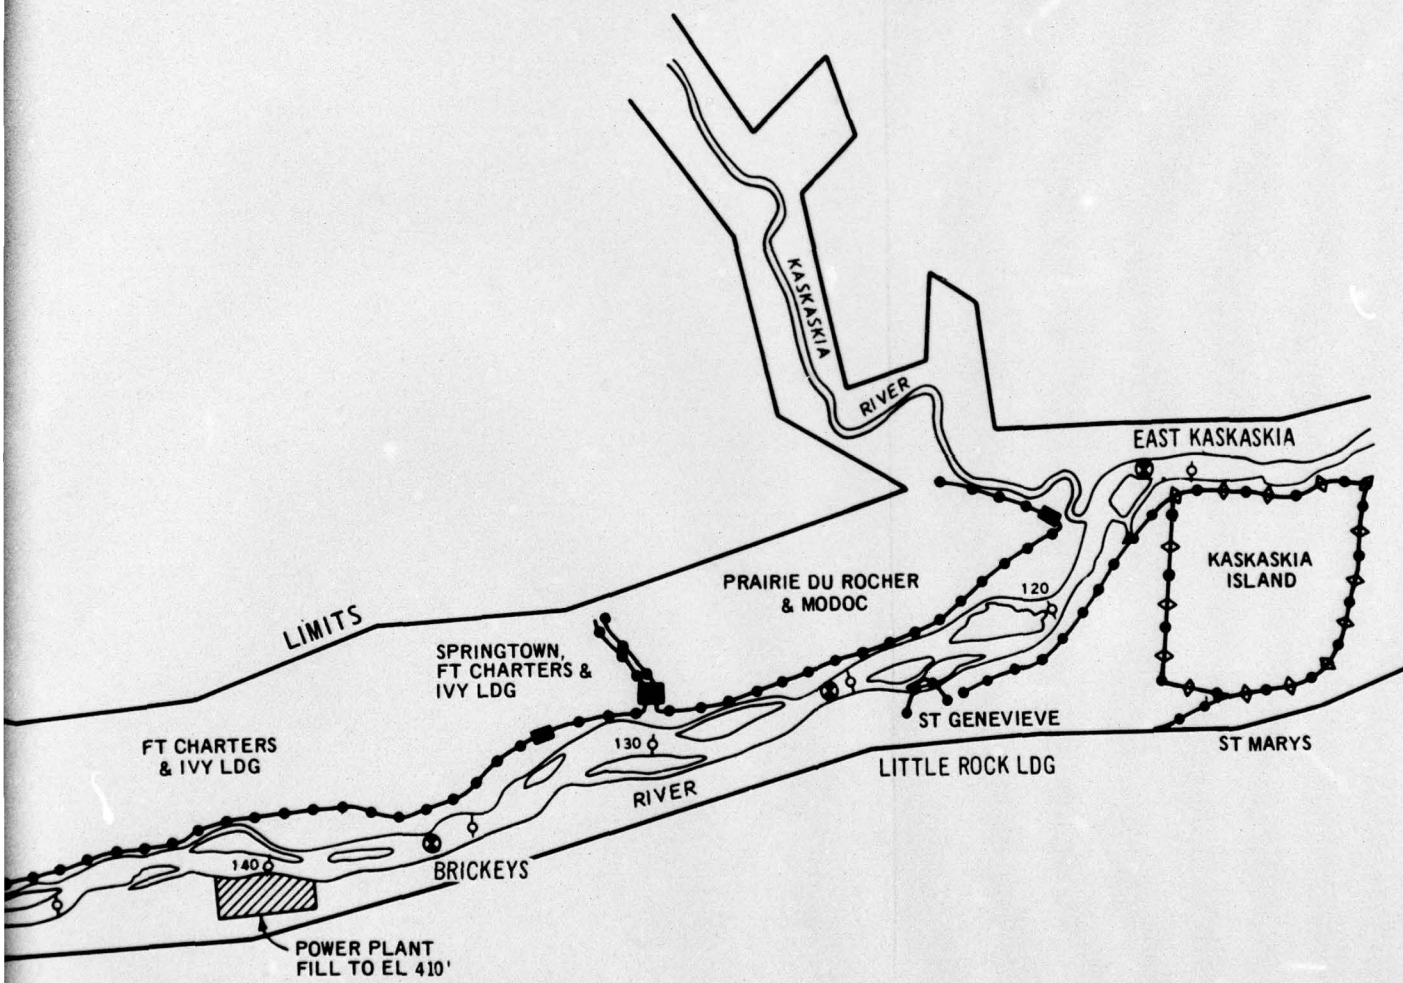 KASKASKIA
RIVER
EAST KASKASKIA
KASKASKIA
ISLAND
PRAIRIE DU ROCHER
& MODOC
120
LIMITS
SPRINGTOWN,
FT CHARTERS &
IVY LDG
ST GENEVIEVE
ST MARYS
FT CHARTERS
& IVY LDG
130
LITTLE ROCK LDG
RIVER
140
BRICKEYS
POWER PLANT
FILL TO EL 410'